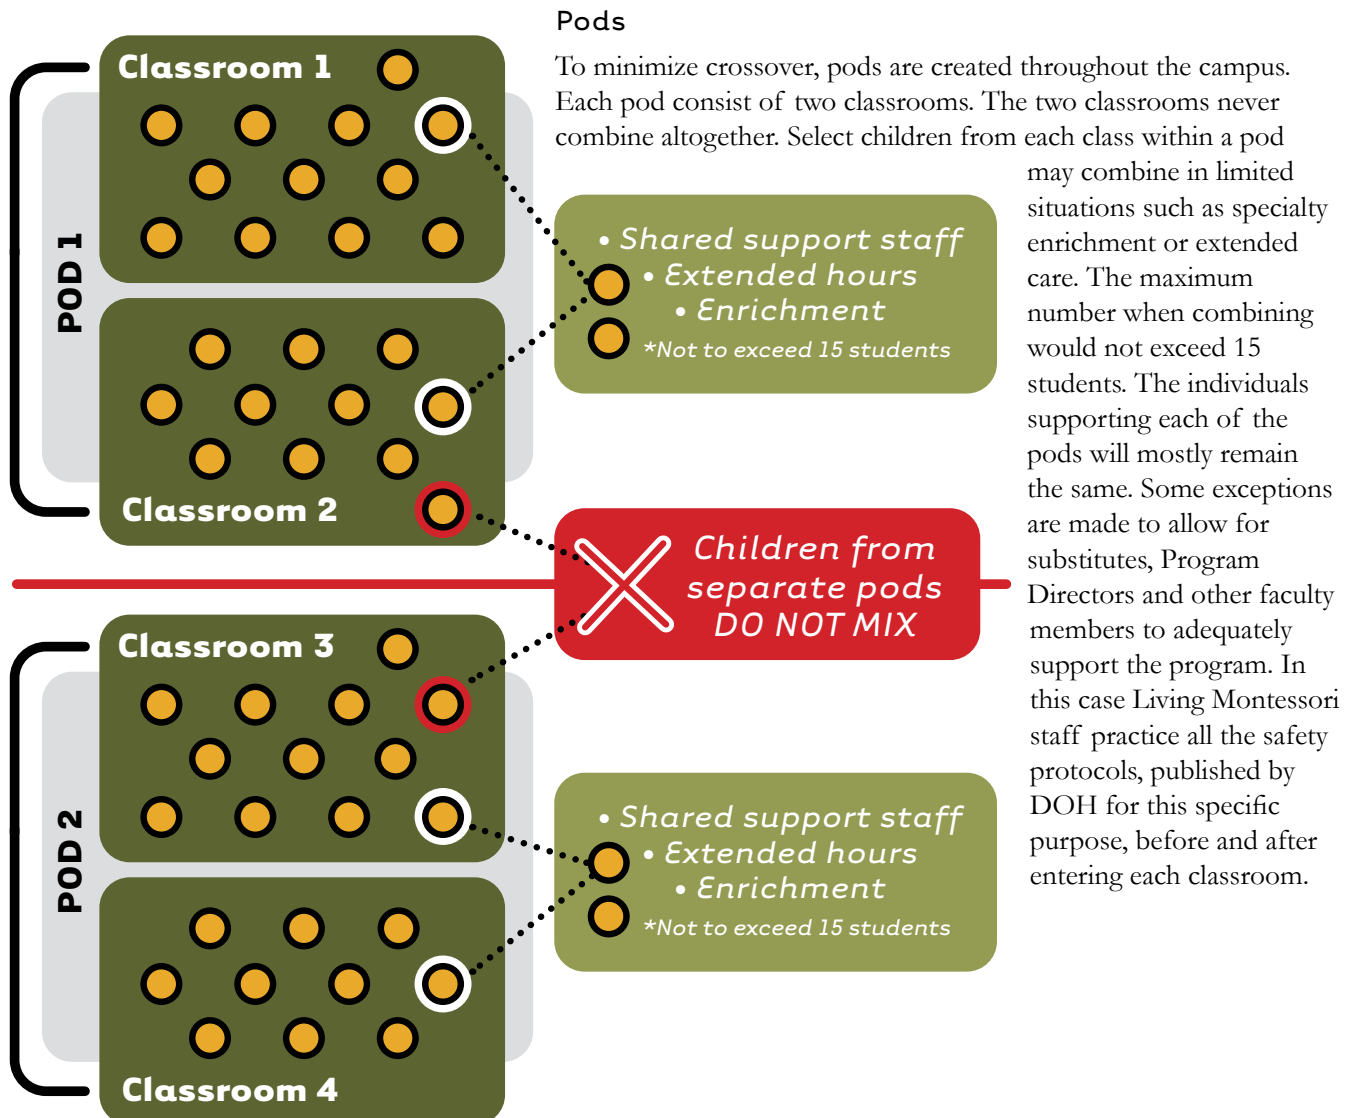 Pods
To minimize crossover, pods are created throughout the campus.
Each pod consist of two classrooms. The two classrooms never
combine altogether. Select children from each class within a pod
may combine in limited
situations such as specialty
enrichment or extended
care. The maximum
number when combining
would not exceed 15
students. The individuals
supporting each of the
pods will mostly remain
the same. Some exceptions
are made to allow for
substitutes, Program
Directors and other faculty
members to adequately
support the program. In
this case Living Montessori
staff practice all the safety
protocols, published by
DOH for this specific
purpose, before and after
entering each classroom.
POD 1
Classroom 1
Classroom 2
• Shared support staff
• Extended hours
• Enrichment
*Not to exceed 15 students
Children from
separate pods
DO NOT MIX
POD 2
Classroom 3
Classroom 4
• Shared support staff
• Extended hours
• Enrichment
*Not to exceed 15 students